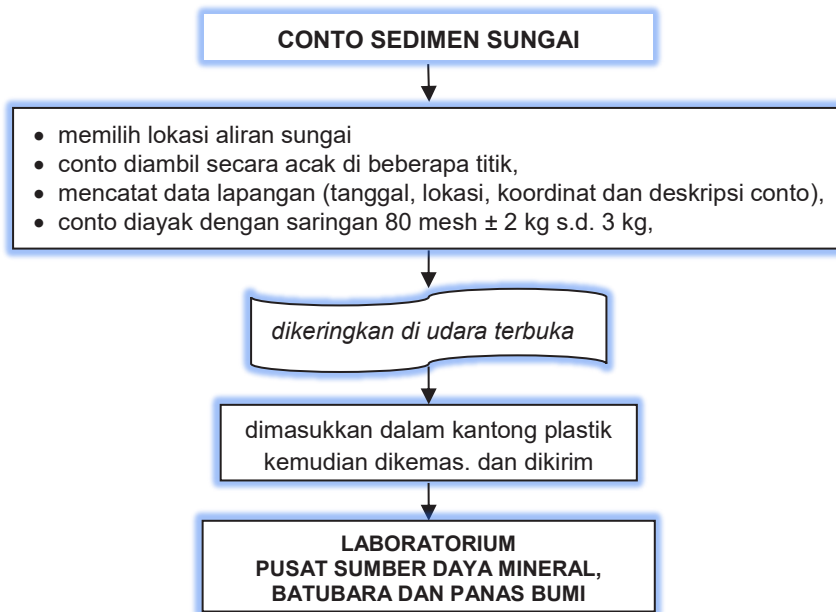 CONTO SEDIMEN SUNGAI
• memilih lokasi aliran sungai
• conto diambil secara acak di beberapa titik,
• mencatat data lapangan (tanggal, lokasi, koordinat dan deskripsi conto),
• conto diayak dengan saringan 80 mesh ± 2 kg s.d. 3 kg,
dikeringkan di udara terbuka
dimasukkan dalam kantong plastik
kemudian dikemas. dan dikirim
LABORATORIUM
PUSAT SUMBER DAYA MINERAL,
BATUBARA DAN PANAS BUMI